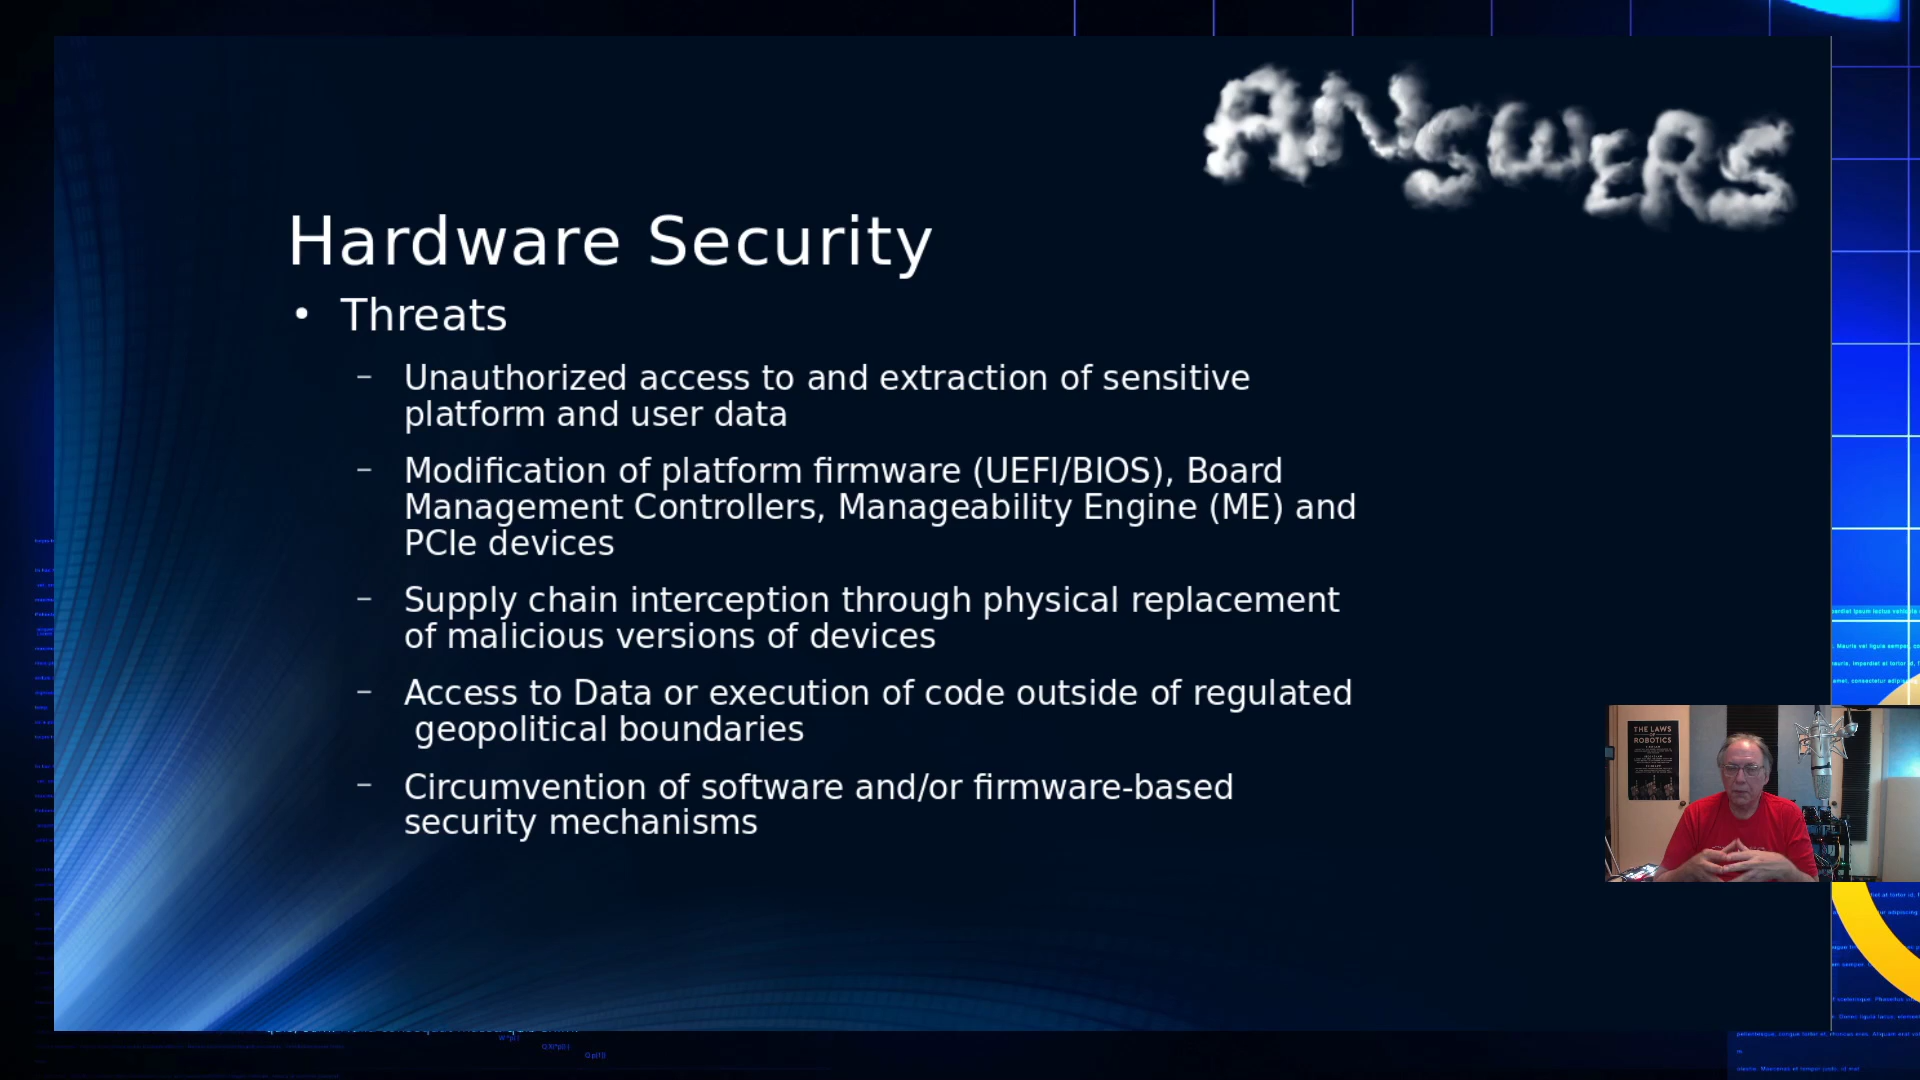 ANSWERS
Hardware Security
• Threats
– Unauthorized access to and extraction of sensitive
platform and user data
– Modification of platform firmware (UEFI/BIOS), Board
Management Controllers, Manageability Engine (ME) and
PCIe devices
– Supply chain interception through physical replacement
of malicious versions of devices
– Access to Data or execution of code outside of regulated
geopolitical boundaries
– Circumvention of software and/or firmware-based
security mechanisms
THE LAWS
OF
ROBOTICS